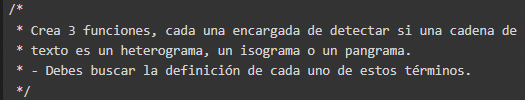 /*
* Crea 3 funciones, cada una encargada de detectar si una cadena de
* texto es un heterograma, un isograma o un pangrama.
* - Debes buscar la definición de cada uno de estos términos.
*/